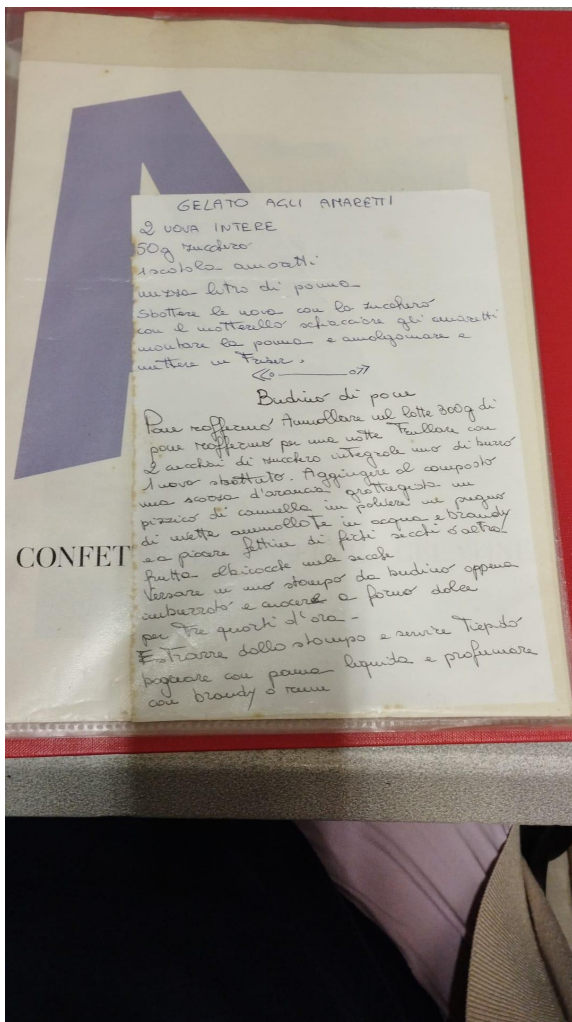 GELATO AGLI AMARETTI
2 UOVA INTERE
50g zucchero
1 scatola amaretti
mezzo litro di panna
sbattere le uova con lo zucchero
con il mattarello schacciare gli amaretti
montare la panna e amalgamare e
mettere in Friser.
Budino di pane
Pane raffermo Ammollare nel latte 300g di
pane raffermo per una notte Frullare con
2 cucchiai di zucchero integrale uno di burro
1 uovo sbattuto. Aggiungere al composto
una scorza d'arancia grattugiata un
pizzico di cannella in polvere un pugno
di uvette ammollate in acqua e brandy
e a piacere fettine di fichi secchi o altra
frutta albicocche mele secche
Versare in uno stampo da budino appena
imburrato e cuocere a forno dolce
per tre quarti d'ora -
Estrarre dallo stampo e servire Tiepido
bagnare con panna liquida e profumare
con brandy o rum
A
CONFET